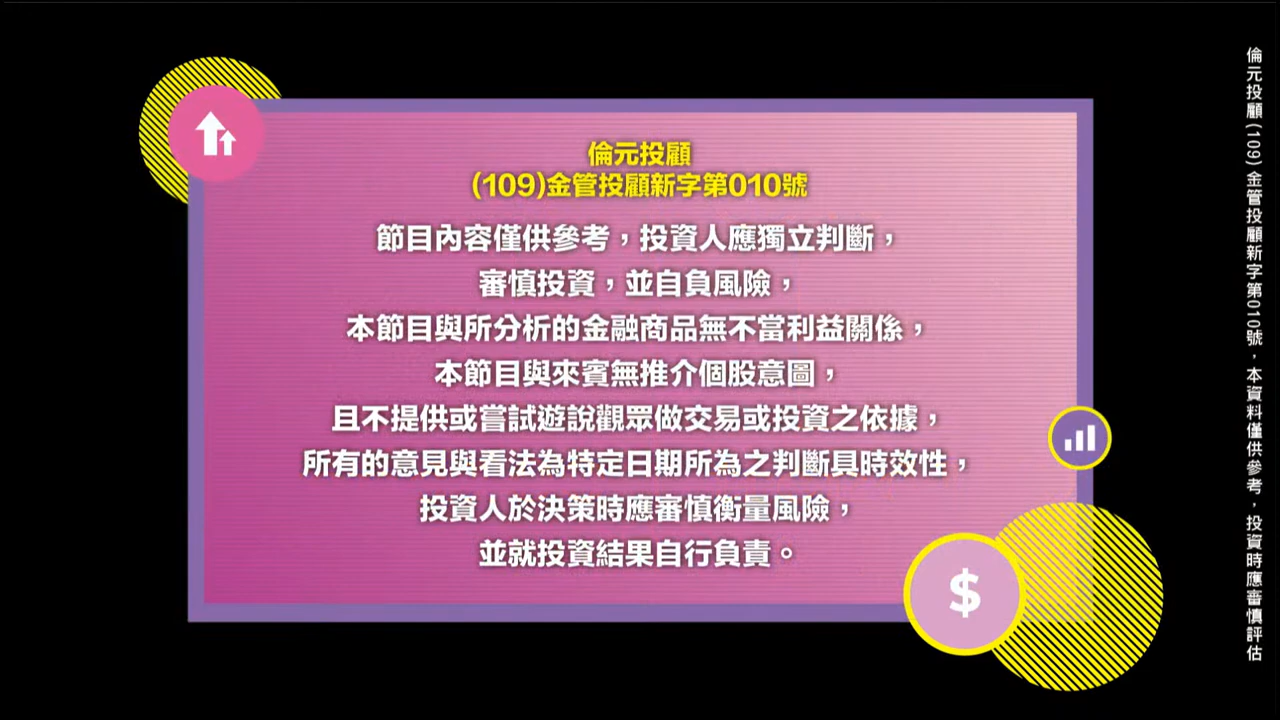 倫元投顧
(109)金管投顧新字第010號
節目內容僅供參考，投資人應獨立判斷，
審慎投資，並自負風險，
本節目與所分析的金融商品無不當利益關係，
本節目與來賓無推介個股意圖，
且不提供或嘗試遊說觀眾做交易或投資之依據，
所有的意見與看法為特定日期所為之判斷具時效性，
投資人於決策時應審慎衡量風險，
並就投資結果自行負責。
$
倫元投顧(109)金管投顧新字第010號，本資料僅供參考，投資時應審慎評估